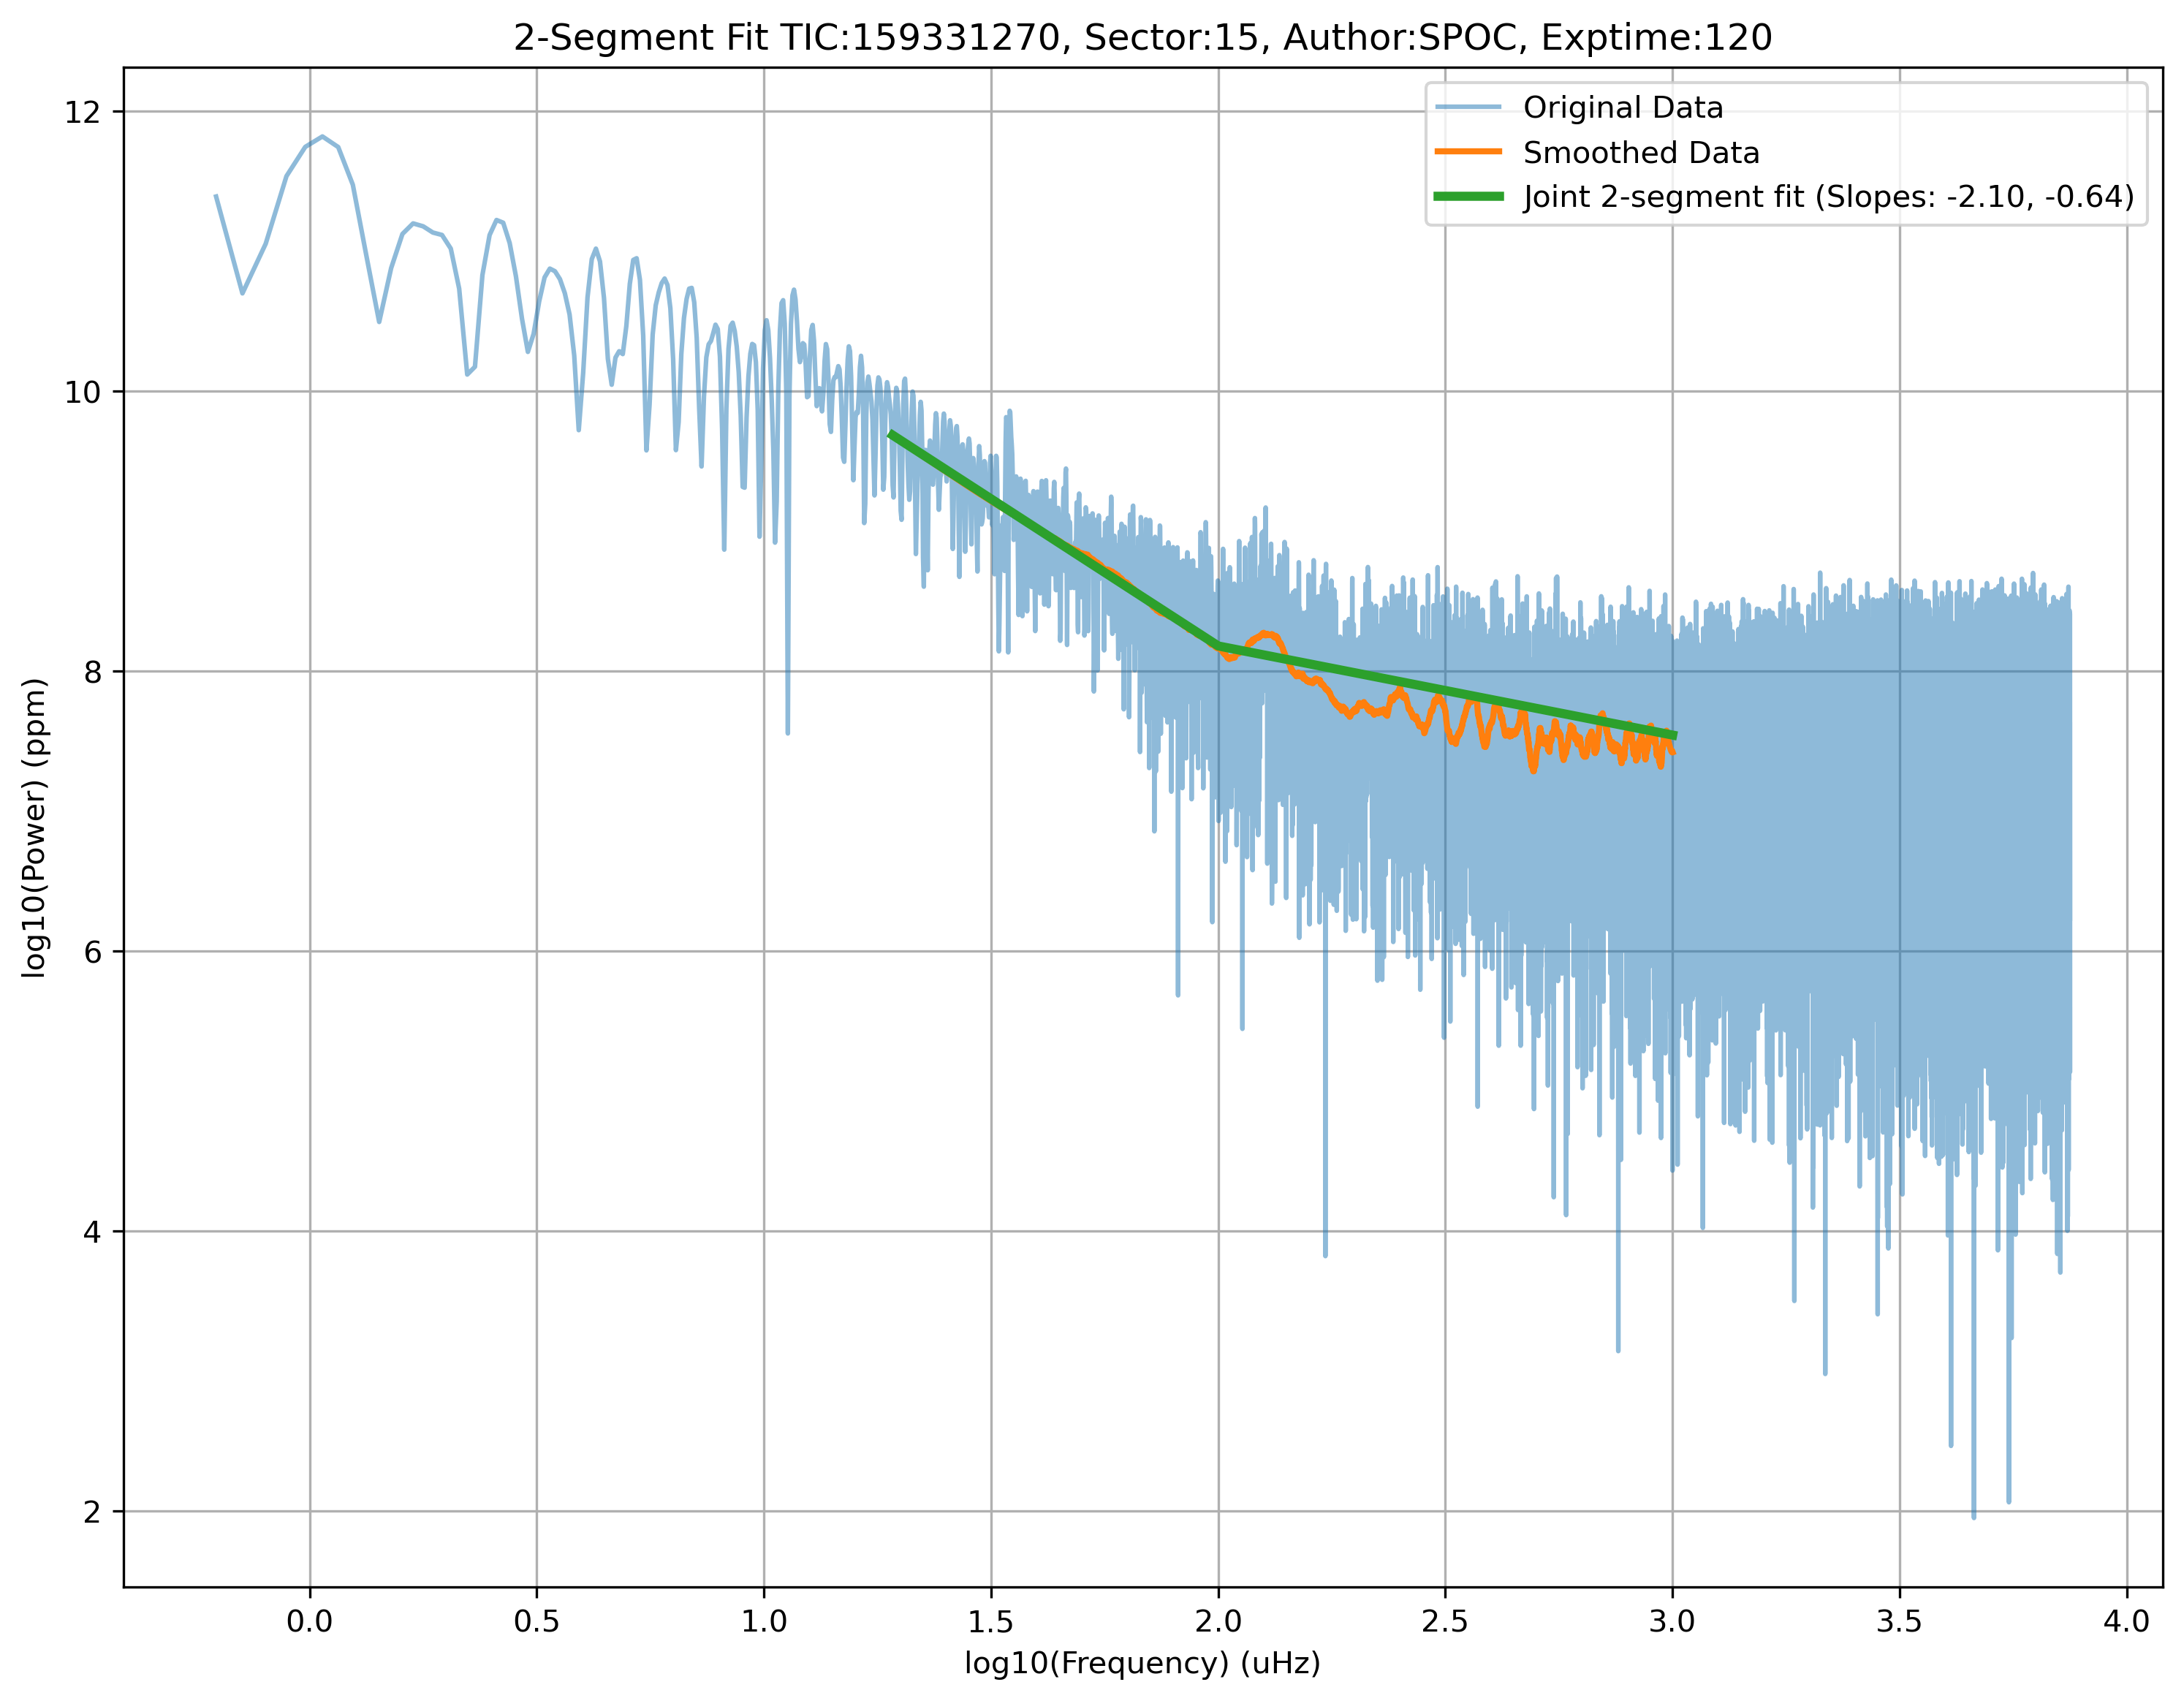 2-Segment Fit TIC:159331270, Sector:15, Author:SPOC, Exptime:120
Original Data
Smoothed Data
Joint 2-segment fit (Slopes: -2.10, -0.64)
12
10
8
6
4
2
log10(Power) (ppm)
0.0 0.5 1.0 1.5 2.0 2.5 3.0 3.5 4.0
log10(Frequency) (uHz)